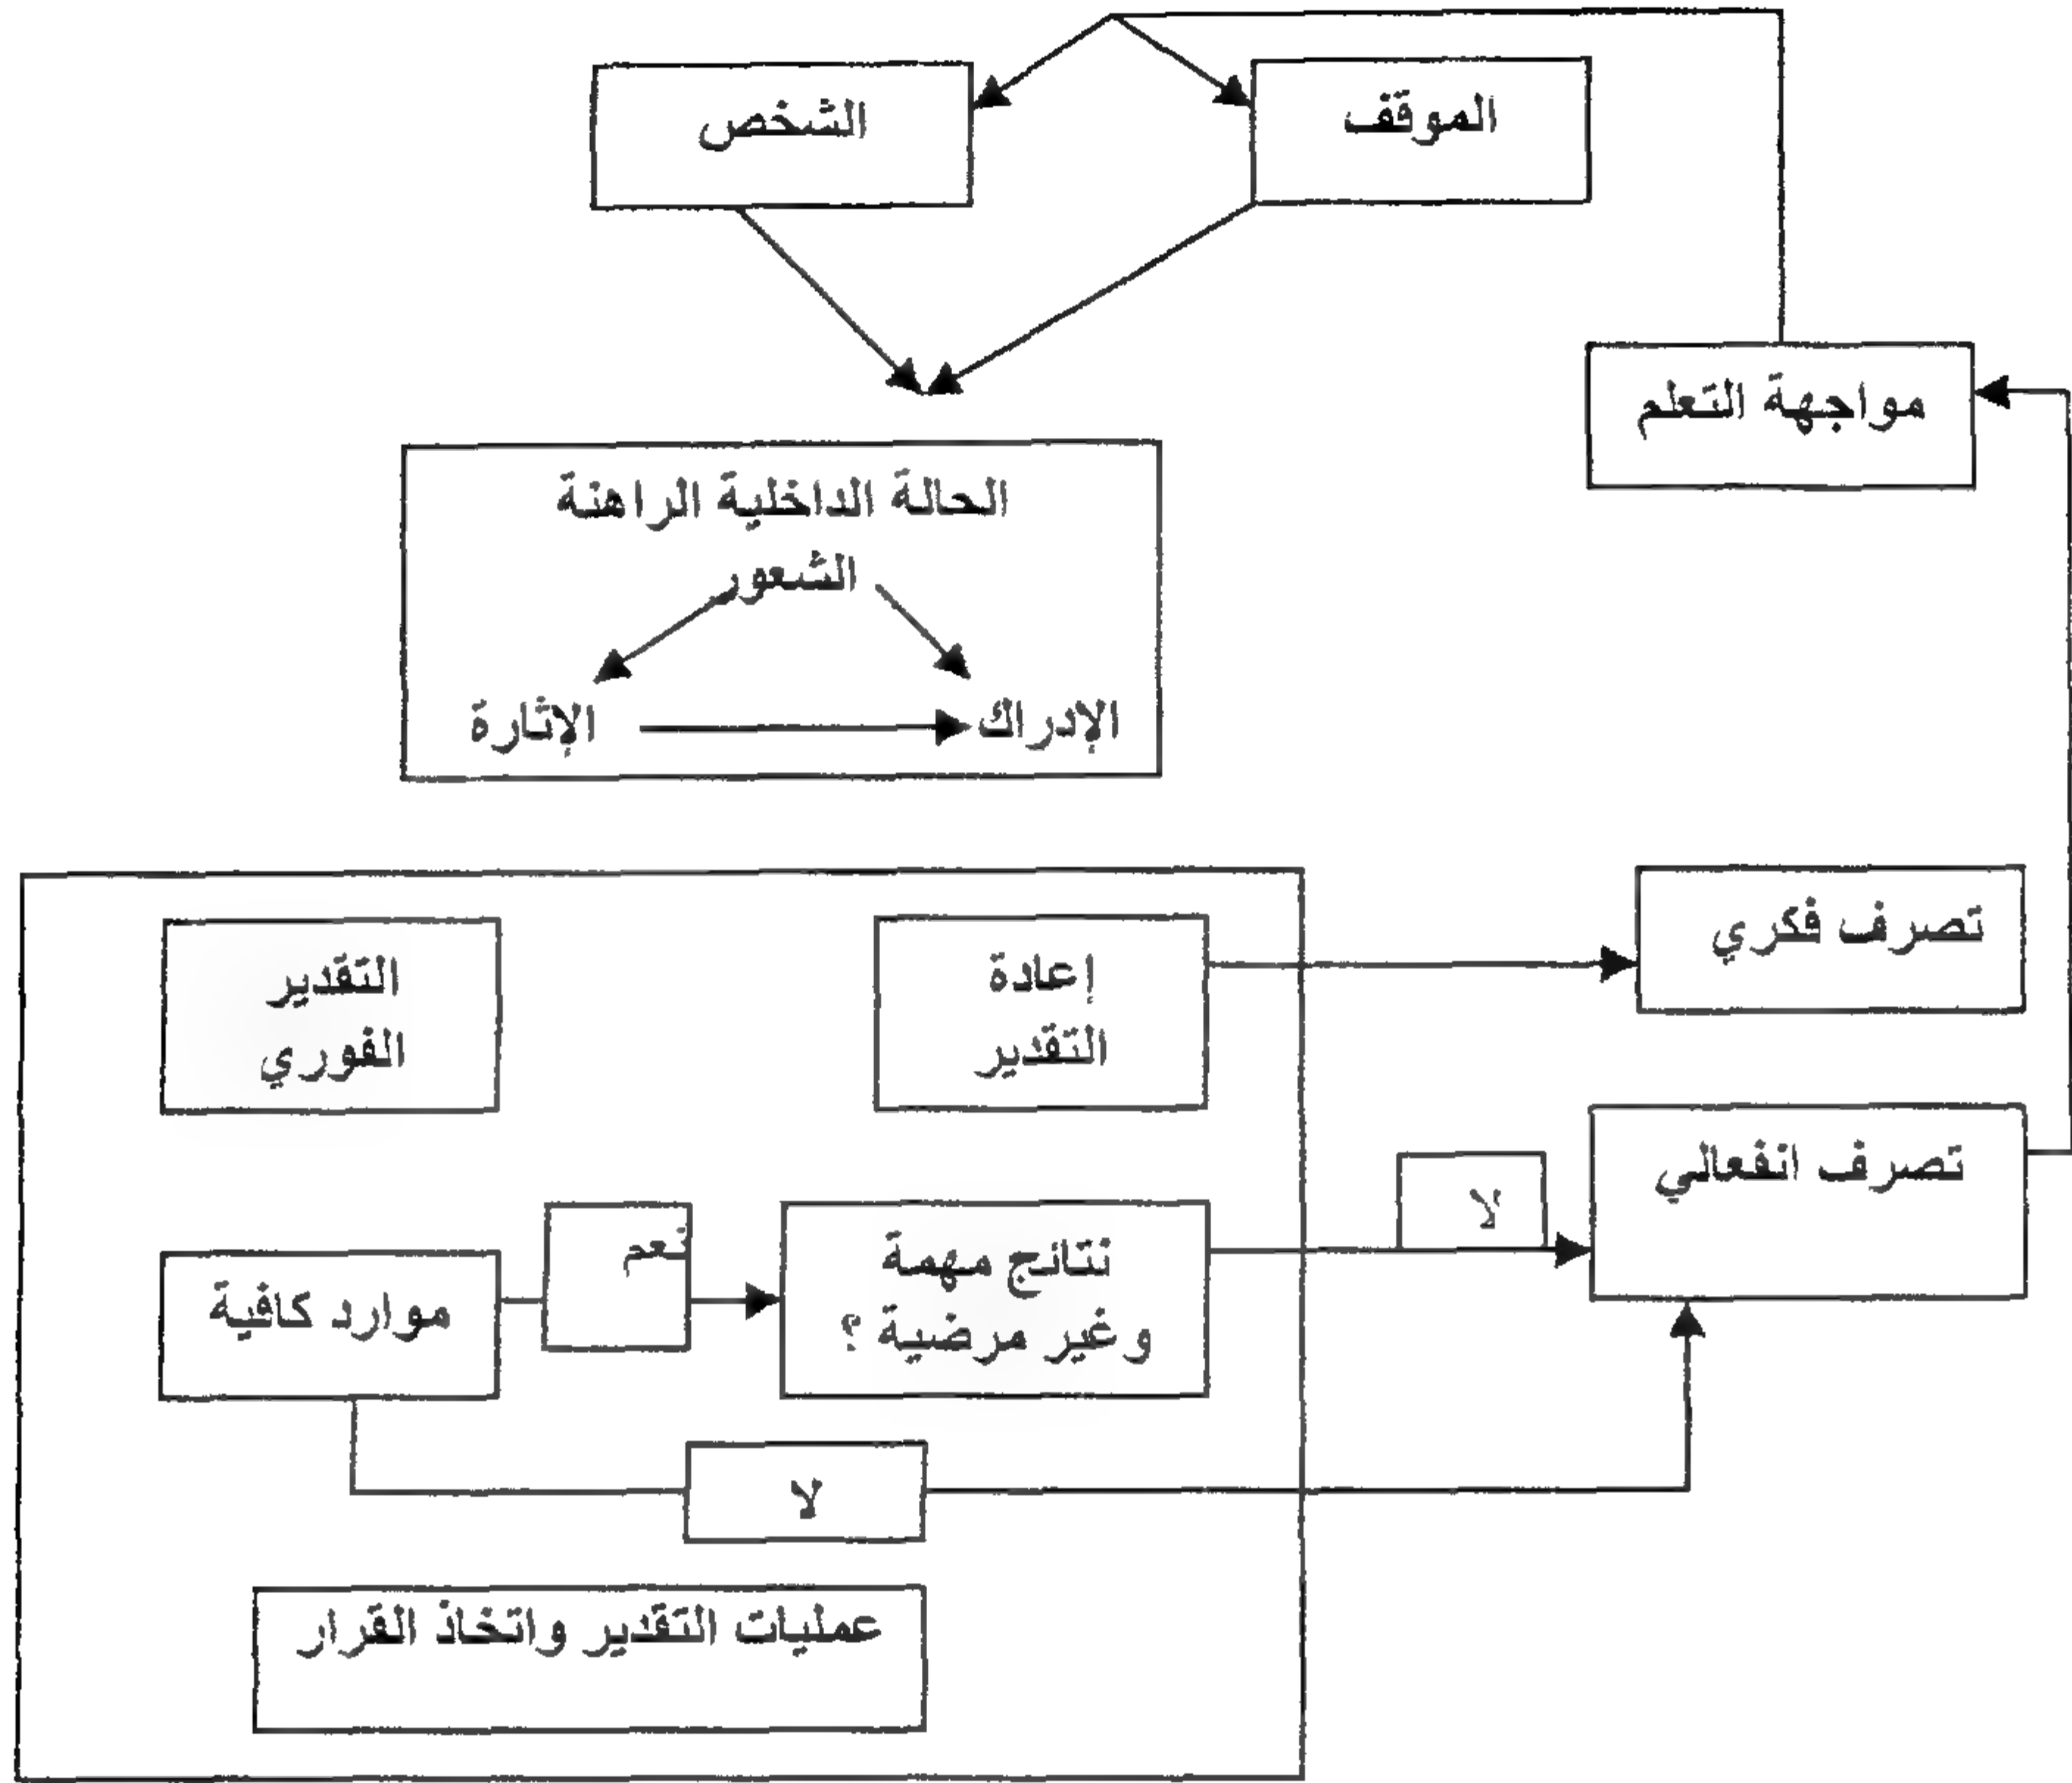 الموقف
الشخص
مواجهة التعلم
الحالة الداخلية الراهنة
الشعور
الإدراك
الإثارة
تصرف فكري
إعادة
التقدير
التقدير
الفوري
تصرف انفعالي
لا
نتائج مهمة
وغير مرضية ؟
نعم
موارد كافية
لا
عمليات التقدير واتخاذ القرار